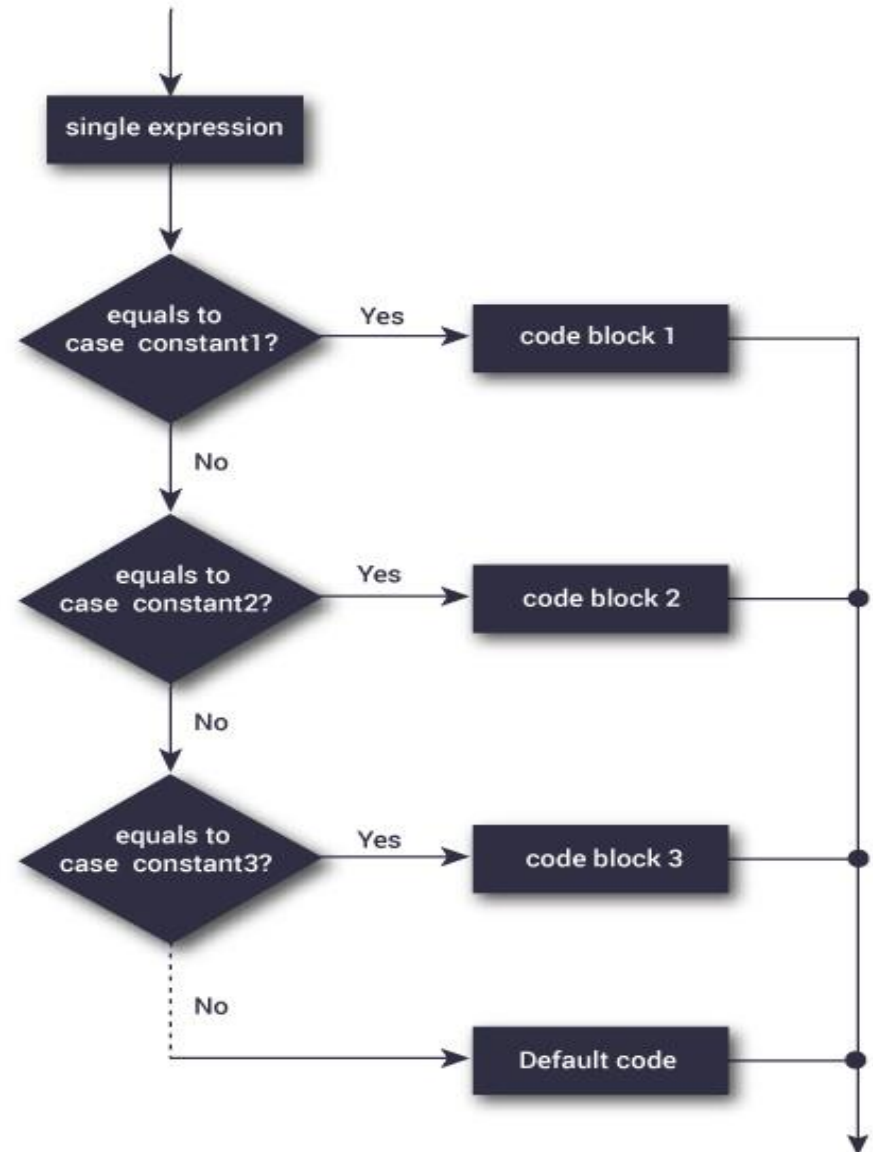 single expression
equals to
case constant1?
Yes
code block 1
No
equals to
case constant2?
Yes
code block 2
No
equals to
case constant3?
Yes
code block 3
No
Default code